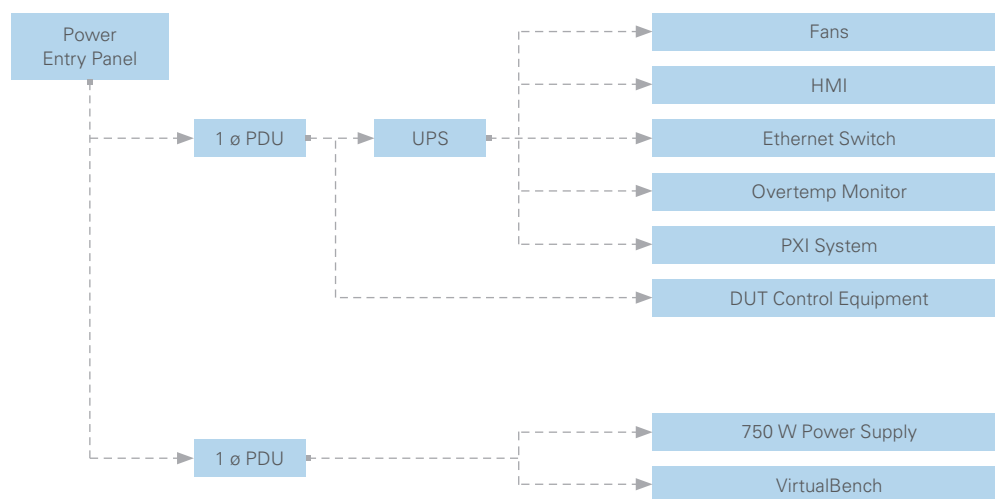 Power
Entry Panel
Fans
HMI
1 ø PDU
UPS
Ethernet Switch
Overtemp Monitor
PXI System
DUT Control Equipment
750 W Power Supply
1 ø PDU
VirtualBench